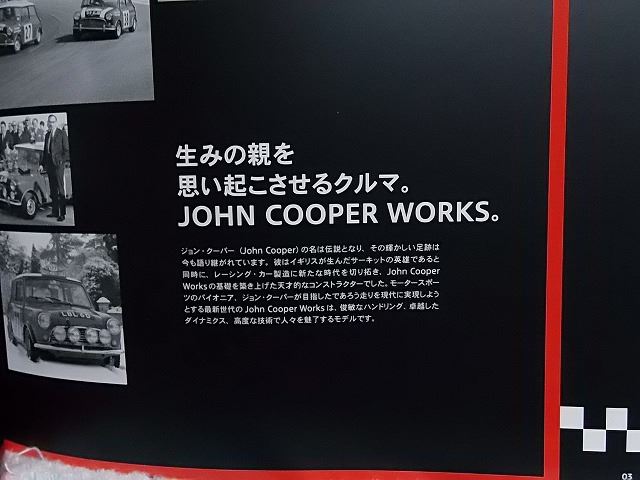 生みの親を
思い起こさせるクルマ。
JOHN COOPER WORKS。
ジョン・クーパー（John Cooper）の名は伝説となり、その輝かしい足跡は
今も語り継がれています。彼はイギリスが生んだサーキットの英雄であると
同時に、レーシング・カー製造に新たな時代を切り拓き、John Cooper
Worksの基礎を築き上げた天才的なコンストラクターでした。モータースポー
ツのパイオニア、ジョン・クーパーが目指したであろう走りを現代に実現しよう
とする最新世代のJohn Cooper Worksは、俊敏なハンドリング、卓越した
ダイナミクス、高度な技術で人々を魅了するモデルです。
03